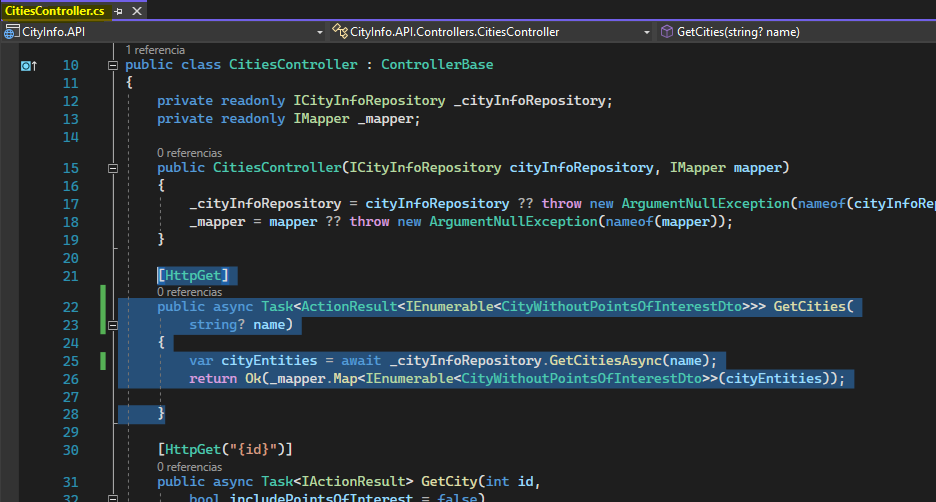 CitiesController.cs
CityInfo.API
CityInfo.API.Controllers.CitiesController
GetCities(string? name)
1 referencia
10 public class CitiesController : ControllerBase
11 {
12 private readonly ICityInfoRepository _cityInfoRepository;
13 private readonly IMapper _mapper;
14
0 referencias
15 public CitiesController(ICityInfoRepository cityInfoRepository, IMapper mapper)
16 {
17 _cityInfoRepository = cityInfoRepository ?? throw new ArgumentNullException(nameof(cityInfoRep
18 _mapper = mapper ?? throw new ArgumentNullException(nameof(mapper));
19 }
20
21 [HttpGet]
0 referencias
22 public async Task<ActionResult<IEnumerable<CityWithoutPointsOfInterestDto>>> GetCities(
23 string? name)
24 {
25 var cityEntities = await _cityInfoRepository.GetCitiesAsync(name);
26 return Ok(_mapper.Map<IEnumerable<CityWithoutPointsOfInterestDto>>(cityEntities));
27
28 }
29
30 [HttpGet("{id}")]
0 referencias
31 public async Task<IActionResult> GetCity(int id,
32 bool includePointsOfInterest = false)